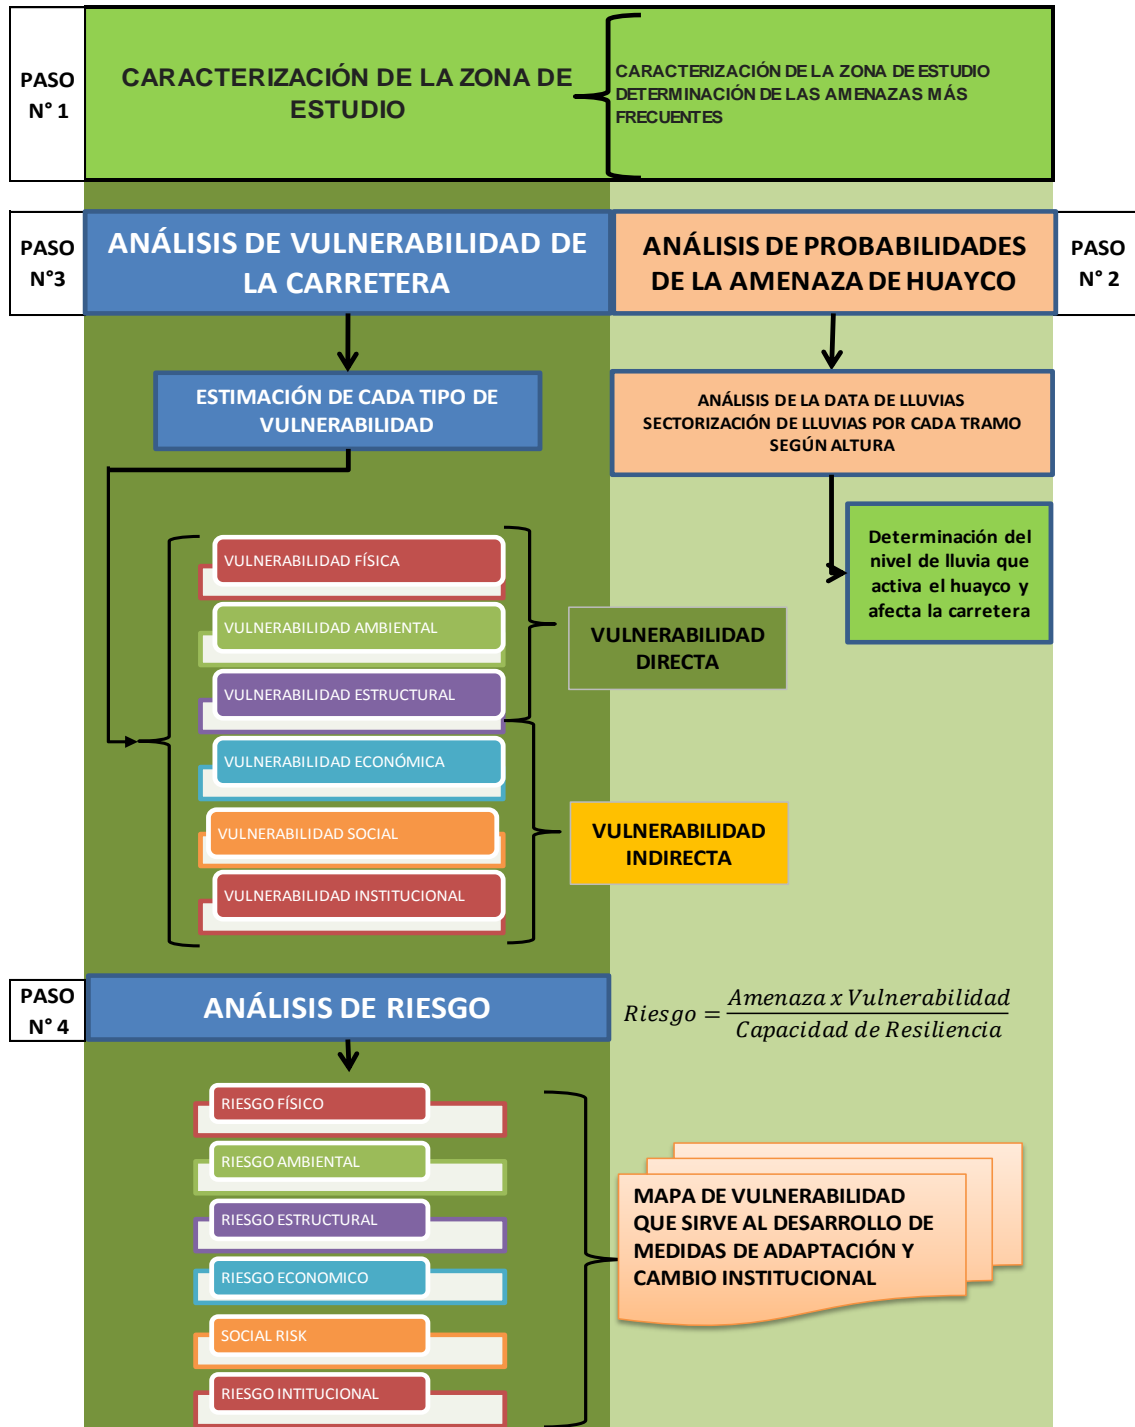 PASO
N° 1
CARACTERIZACIÓN DE LA ZONA DE
ESTUDIO
CARACTERIZACIÓN DE LA ZONA DE ESTUDIO
DETERMINACIÓN DE LAS AMENAZAS MÁS
FRECUENTES
PASO
N°3
ANÁLISIS DE VULNERABILIDAD DE
LA CARRETERA
ANÁLISIS DE PROBABILIDADES
DE LA AMENAZA DE HUAYCO
PASO
N° 2
ESTIMACIÓN DE CADA TIPO DE
VULNERABILIDAD
ANÁLISIS DE LA DATA DE LLUVIAS
SECTORIZACIÓN DE LLUVIAS POR CADA TRAMO
SEGÚN ALTURA
Determinación del
nivel de lluvia que
activa el huayco y
afecta la carretera
VULNERABILIDAD FÍSICA
VULNERABILIDAD AMBIENTAL
VULNERABILIDAD ESTRUCTURAL
VULNERABILIDAD ECONÓMICA
VULNERABILIDAD SOCIAL
VULNERABILIDAD INSTITUCIONAL
VULNERABILIDAD
DIRECTA
VULNERABILIDAD
INDIRECTA
PASO
N° 4
ANÁLISIS DE RIESGO
Riesgo = Amenaza x Vulnerabilidad
Capacidad de Resiliencia
RIESGO FÍSICO
RIESGO AMBIENTAL
RIESGO ESTRUCTURAL
RIESGO ECONOMICO
SOCIAL RISK
RIESGO INTITUCIONAL
MAPA DE VULNERABILIDAD
QUE SIRVE AL DESARROLLO DE
MEDIDAS DE ADAPTACIÓN Y
CAMBIO INSTITUCIONAL